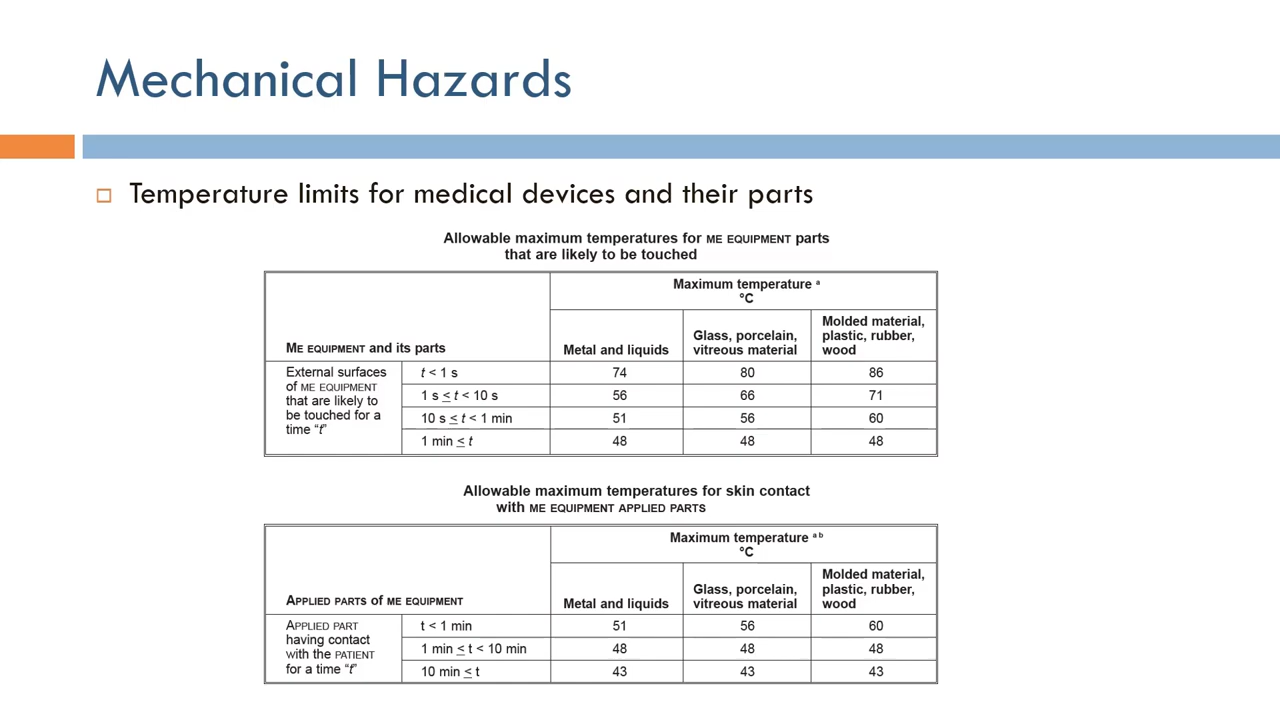 Mechanical Hazards
Temperature limits for medical devices and their parts
Allowable maximum temperatures for ME EQUIPMENT parts
that are likely to be touched
Maximum temperature ª
°C
ME EQUIPMENT and its parts
Metal and liquids
Glass, porcelain,
vitreous material
Molded material,
plastic, rubber,
wood
External surfaces
of ME EQUIPMENT
that are likely to
be touched for a
time “t”
t < 1 s 74 80 86
1 s ≤ t < 10 s 56 66 71
10 s ≤ t < 1 min 51 56 60
1 min ≤ t 48 48 48
Allowable maximum temperatures for skin contact
with ME EQUIPMENT APPLIED PARTS
Maximum temperature ª ᵇ
°C
APPLIED PARTS of ME EQUIPMENT
Metal and liquids
Glass, porcelain,
vitreous material
Molded material,
plastic, rubber,
wood
APPLIED PART
having contact
with the PATIENT
for a time “t”
t < 1 min 51 56 60
1 min ≤ t < 10 min 48 48 48
10 min ≤ t 43 43 43